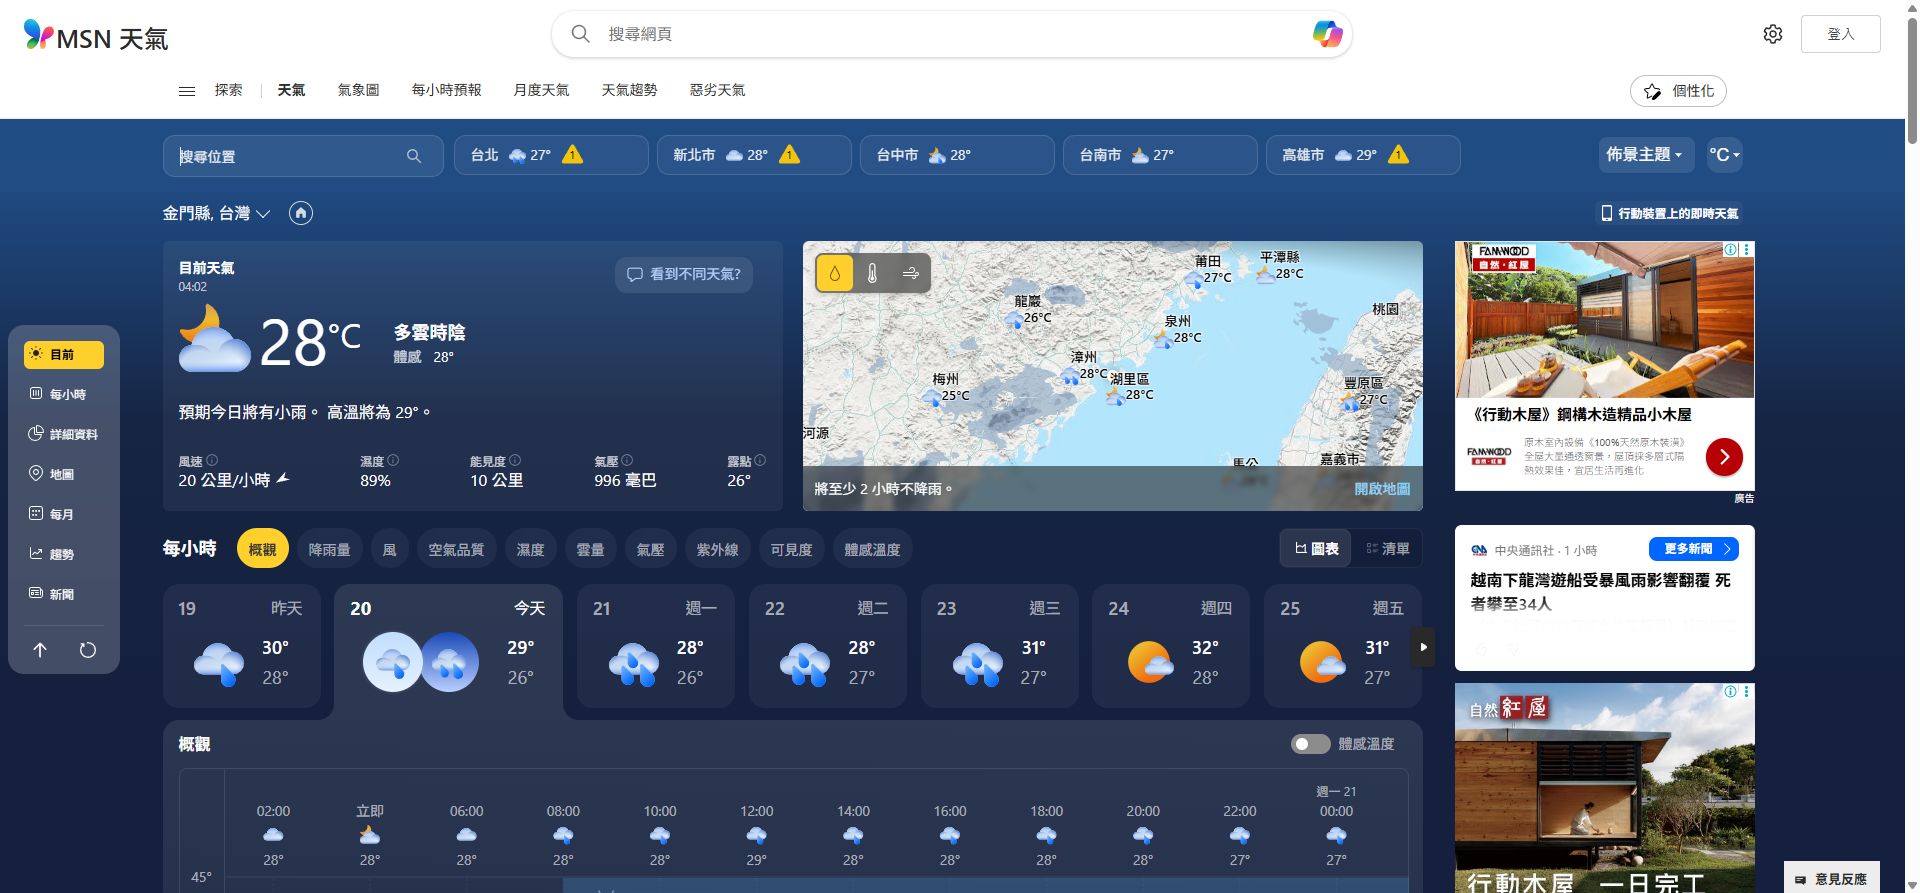 MSN 天氣
搜尋網頁
登入
探索
天氣
氣象圖
每小時預報
月度天氣
天氣趨勢
惡劣天氣
個性化
搜尋位置
台北 27° 1
新北市 28° 1
台中市 28°
台南市 27°
高雄市 29° 1
佈景主題
°C
金門縣, 台灣
行動裝置上的即時天氣
目前
每小時
詳細資料
地圖
每月
趨勢
新聞
目前天氣
04:02
看到不同天氣?
28°C
多雲時陰
體感 28°
預期今日將有小雨。 高溫將為 29°。
風速
20 公里/小時
濕度
89%
能見度
10 公里
氣壓
996 毫巴
露點
26°
莆田
27°C
平潭縣
28°C
桃園
龍巖
26°C
泉州
28°C
漳州
28°C
湖里區
28°C
梅州
25°C
豐原區
27°C
河源
馬公
嘉義市
將至少 2 小時不降雨。
開啟地圖
FAMWOOD
自然・紅屋
《行動木屋》鋼構木造精品小木屋
FAMWOOD
自然・紅屋
原木室內設備《100%天然原木裝潢》
全屋大量通透窗景，屋頂採多層式隔
熱效果佳，宜居生活再進化
廣告
每小時
概觀
降雨量
風
空氣品質
濕度
雲量
氣壓
紫外線
可見度
體感溫度
圖表
清單
19 昨天
30°
28°
20 今天
29°
26°
21 週一
28°
26°
22 週二
28°
27°
23 週三
31°
27°
24 週四
32°
28°
25 週五
31°
27°
中央通訊社 · 1 小時
更多新聞
越南下龍灣遊船受暴風雨影響翻覆 死
者攀至34人
概觀
體感溫度
週一 21
02:00 立即 06:00 08:00 10:00 12:00 14:00 16:00 18:00 20:00 22:00 00:00
28° 28° 28° 28° 28° 29° 28° 28° 28° 28° 27° 27°
45°
自然紅屋
行動木屋 一日完工
意見反應